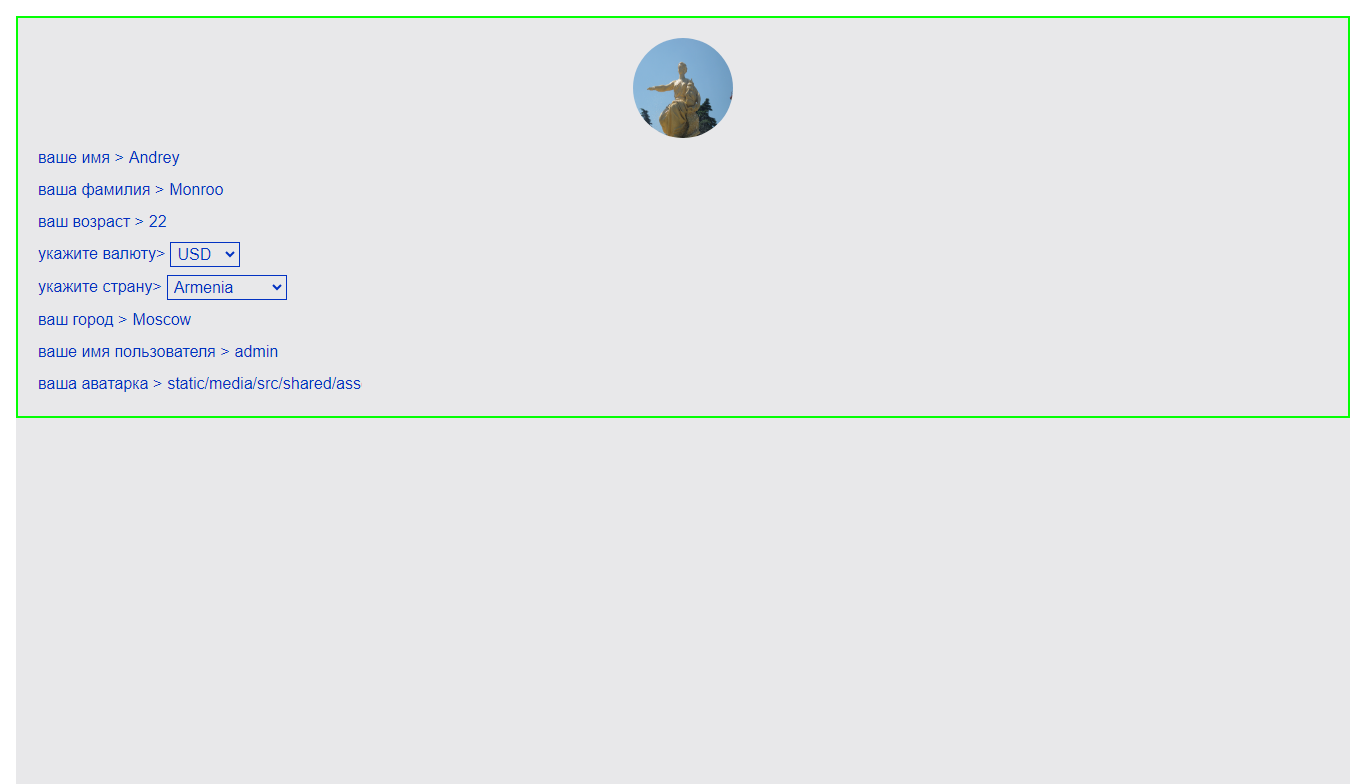 ваше имя > Andrey
ваша фамилия > Monroo
ваш возраст > 22
укажите валюту> USD
укажите страну> Armenia
ваш город > Moscow
ваше имя пользователя > admin
ваша аватарка > static/media/src/shared/ass